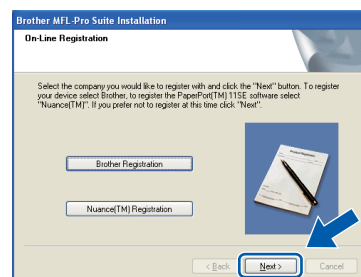 Brother MFL-Pro Suite Installation
On-Line Registration
Select the company you would like to register with and click the "Next" button. To register
your device select Brother, to register the PaperPort(TM) 11SE software select
"Nuance(TM)". If you prefer not to register at this time click "Next".
Brother Registration
Nuance(TM) Registration
< Back
Next >
Cancel